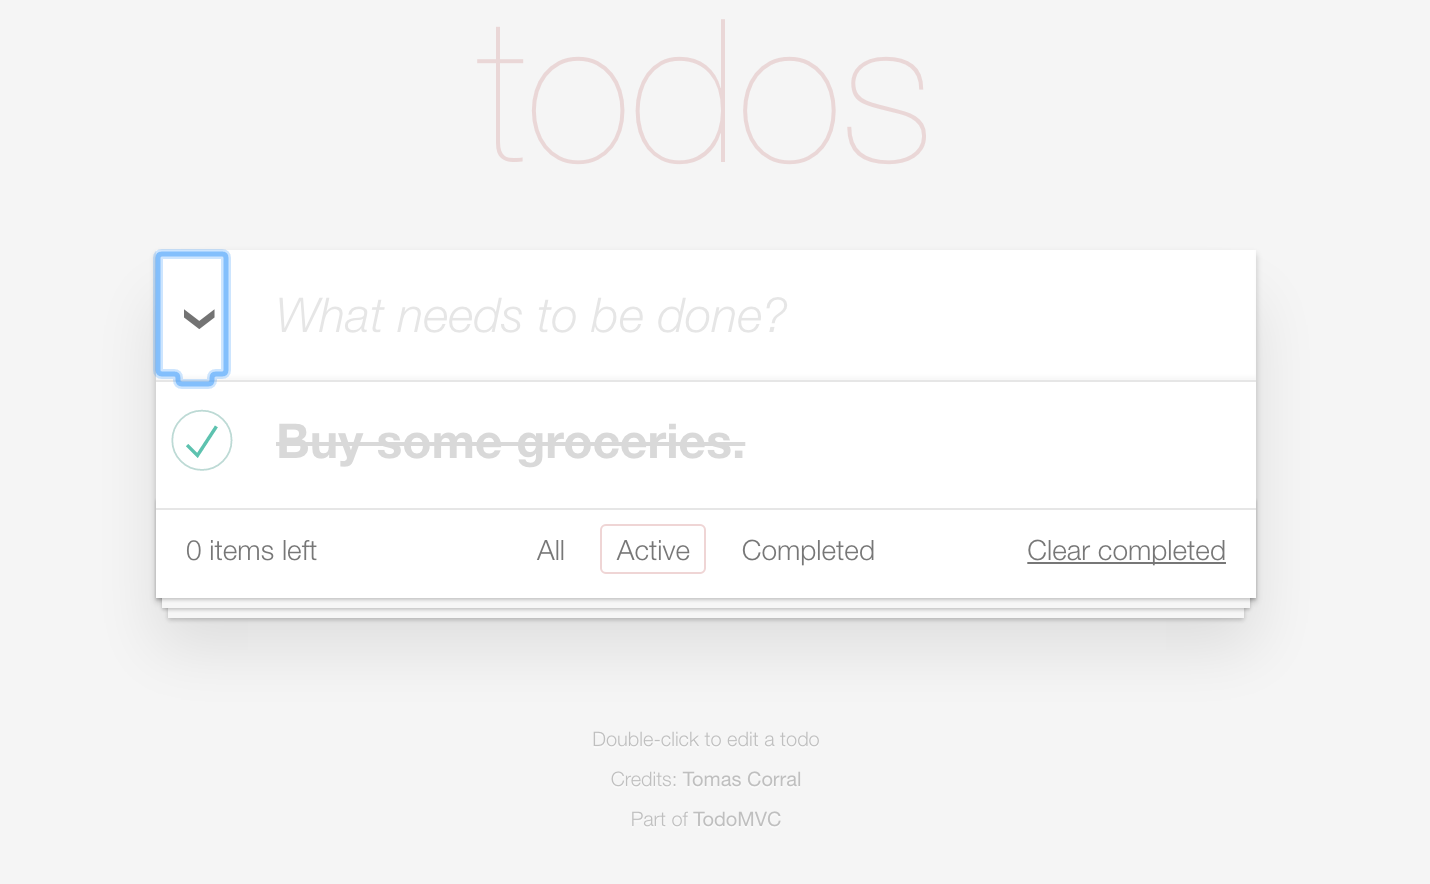 todos
What needs to be done?
Buy some groceries.
0 items left All Active Completed Clear completed
Double-click to edit a todo
Credits: Tomas Corral
Part of TodoMVC